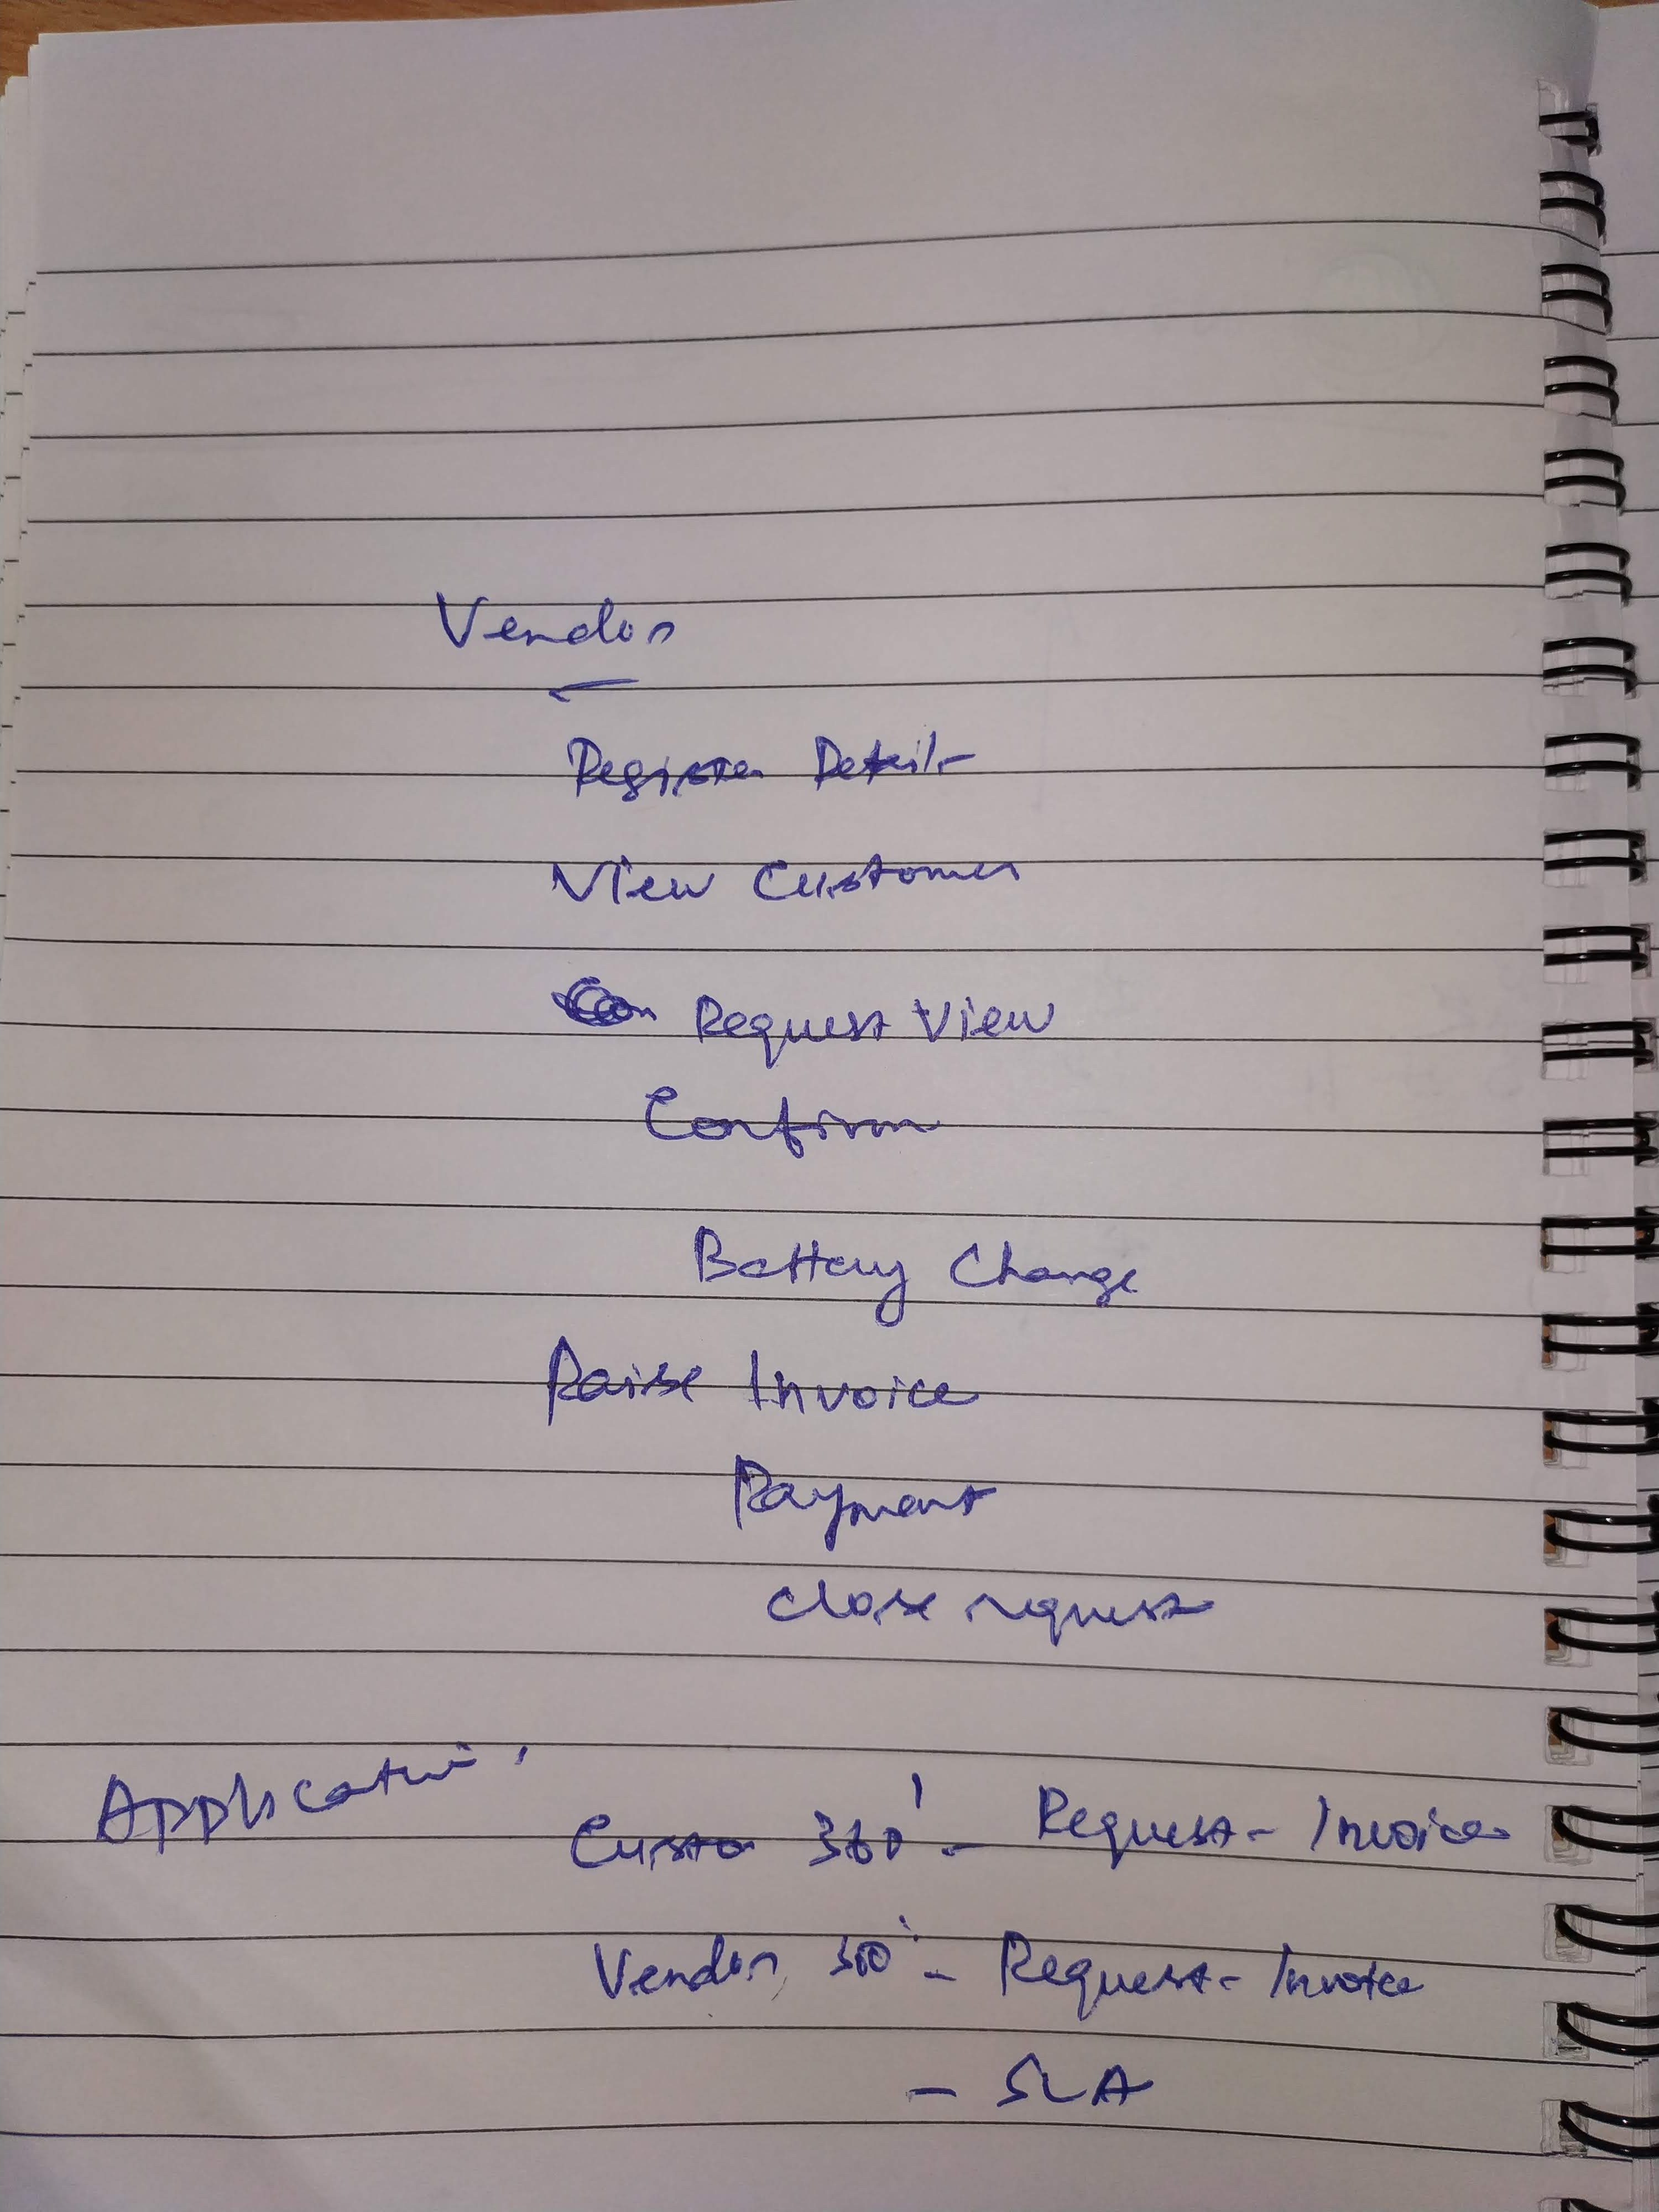 Vendor
Register Details
View Customer
Request View
Confirm
Battery Change
Raise Invoice
Payment
Close request
Application
Custo 360 - Request - Invoice
Vendor 360 - Request - Invoice
- SLA